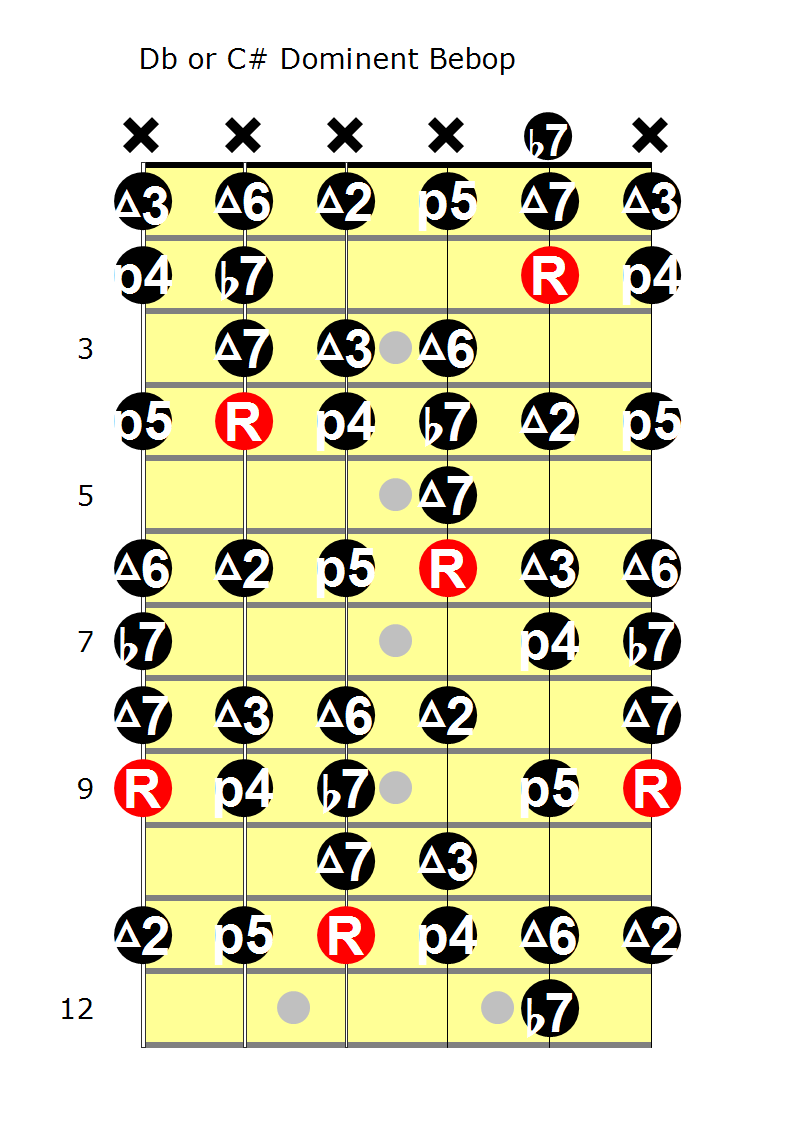 Db or C# Dominent Bebop
♭7
Δ3 Δ6 Δ2 p5 Δ7 Δ3
p4 ♭7 R p4
3 Δ7 Δ3 Δ6
p5 R p4 ♭7 Δ2 p5
5 Δ7
Δ6 Δ2 p5 R Δ3 Δ6
7 ♭7 p4 ♭7
Δ7 Δ3 Δ6 Δ2 Δ7
9 R p4 ♭7 p5 R
Δ7 Δ3
Δ2 p5 R p4 Δ6 Δ2
12 ♭7